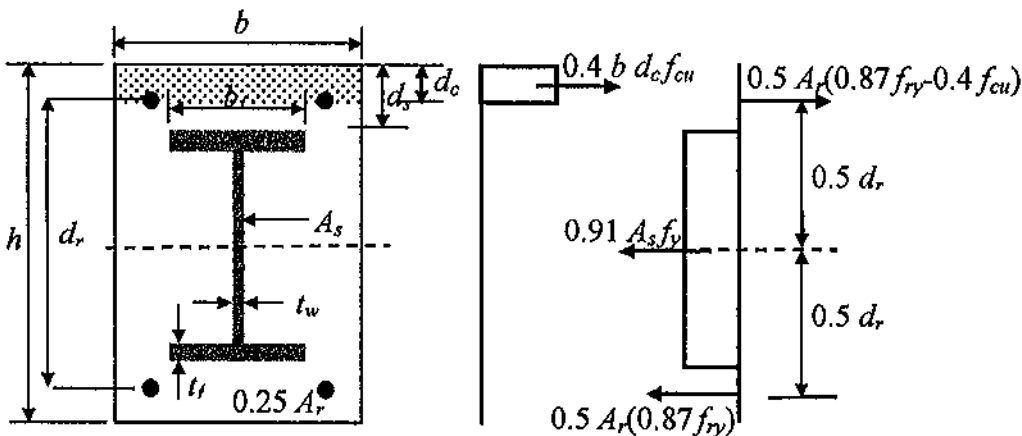 b
0.4 b d_c f_cu
0.5 A_r(0.87 f_ry-0.4 f_cu)
d_s
d_c
b_f
0.5 d_r
h
d_r
A_s
0.91 A_s f_y
t_w
0.5 d_r
t_f
0.25 A_r
0.5 A_r(0.87 f_ry)